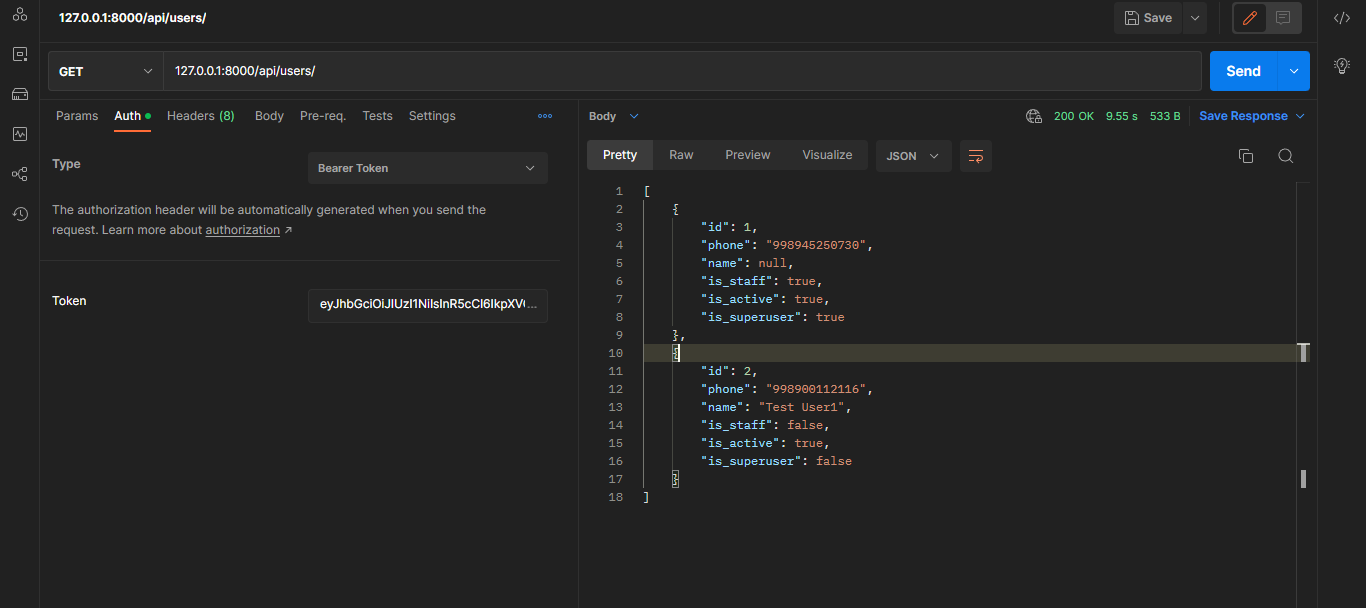 127.0.0.1:8000/api/users/
Save
GET
127.0.0.1:8000/api/users/
Send
Params Auth Headers (8) Body Pre-req. Tests Settings
Type
Bearer Token
The authorization header will be automatically generated when you send the
request. Learn more about authorization ↗
Token
Body
200 OK 9.55 s 533 B Save Response
Pretty Raw Preview Visualize JSON
1 [
2 {
3 "id": 1,
4 "phone": "998945250730",
5 "name": null,
6 "is_staff": true,
7 "is_active": true,
8 "is_superuser": true
9 },
10 {
11 "id": 2,
12 "phone": "998900112116",
13 "name": "Test User1",
14 "is_staff": false,
15 "is_active": true,
16 "is_superuser": false
17 }
18 ]